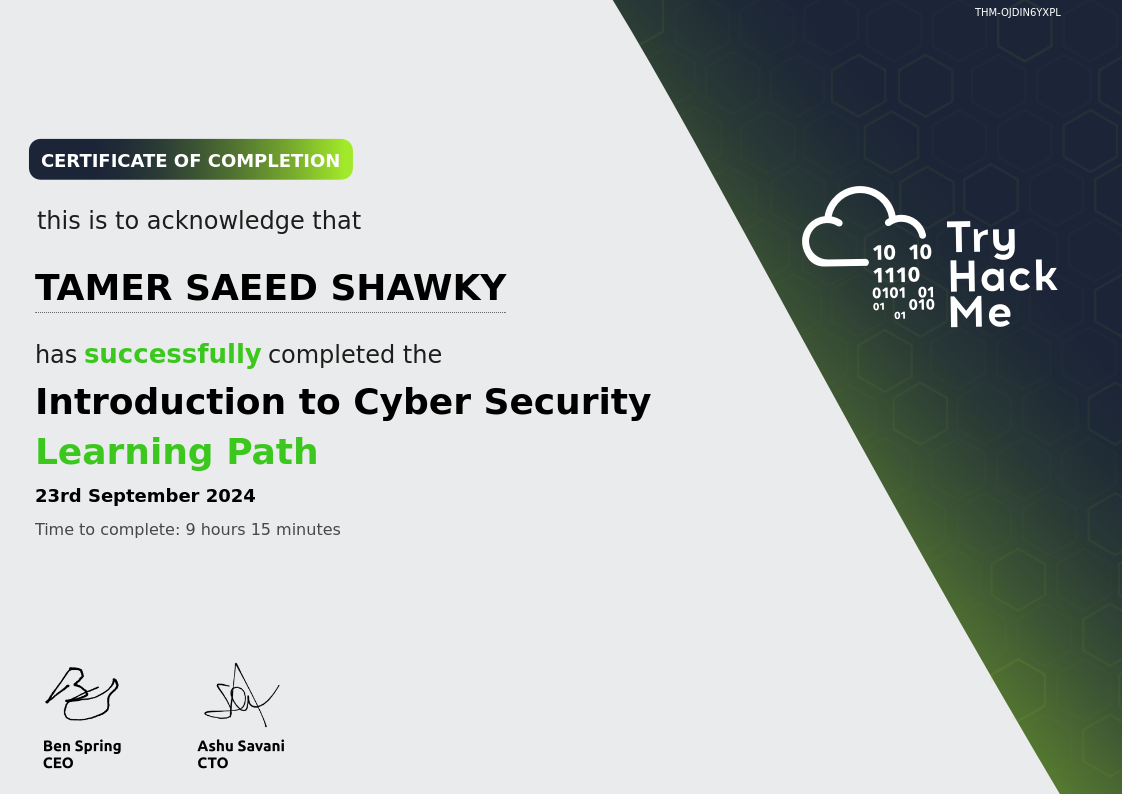 THM-OJDIN6YXPL
CERTIFICATE OF COMPLETION
this is to acknowledge that
TAMER SAEED SHAWKY
has successfully completed the
Introduction to Cyber Security
Learning Path
23rd September 2024
Time to complete: 9 hours 15 minutes
10 10
1110
0101 01
01 010
01
Try
Hack
Me
Ben Spring
CEO
Ashu Savani
CTO